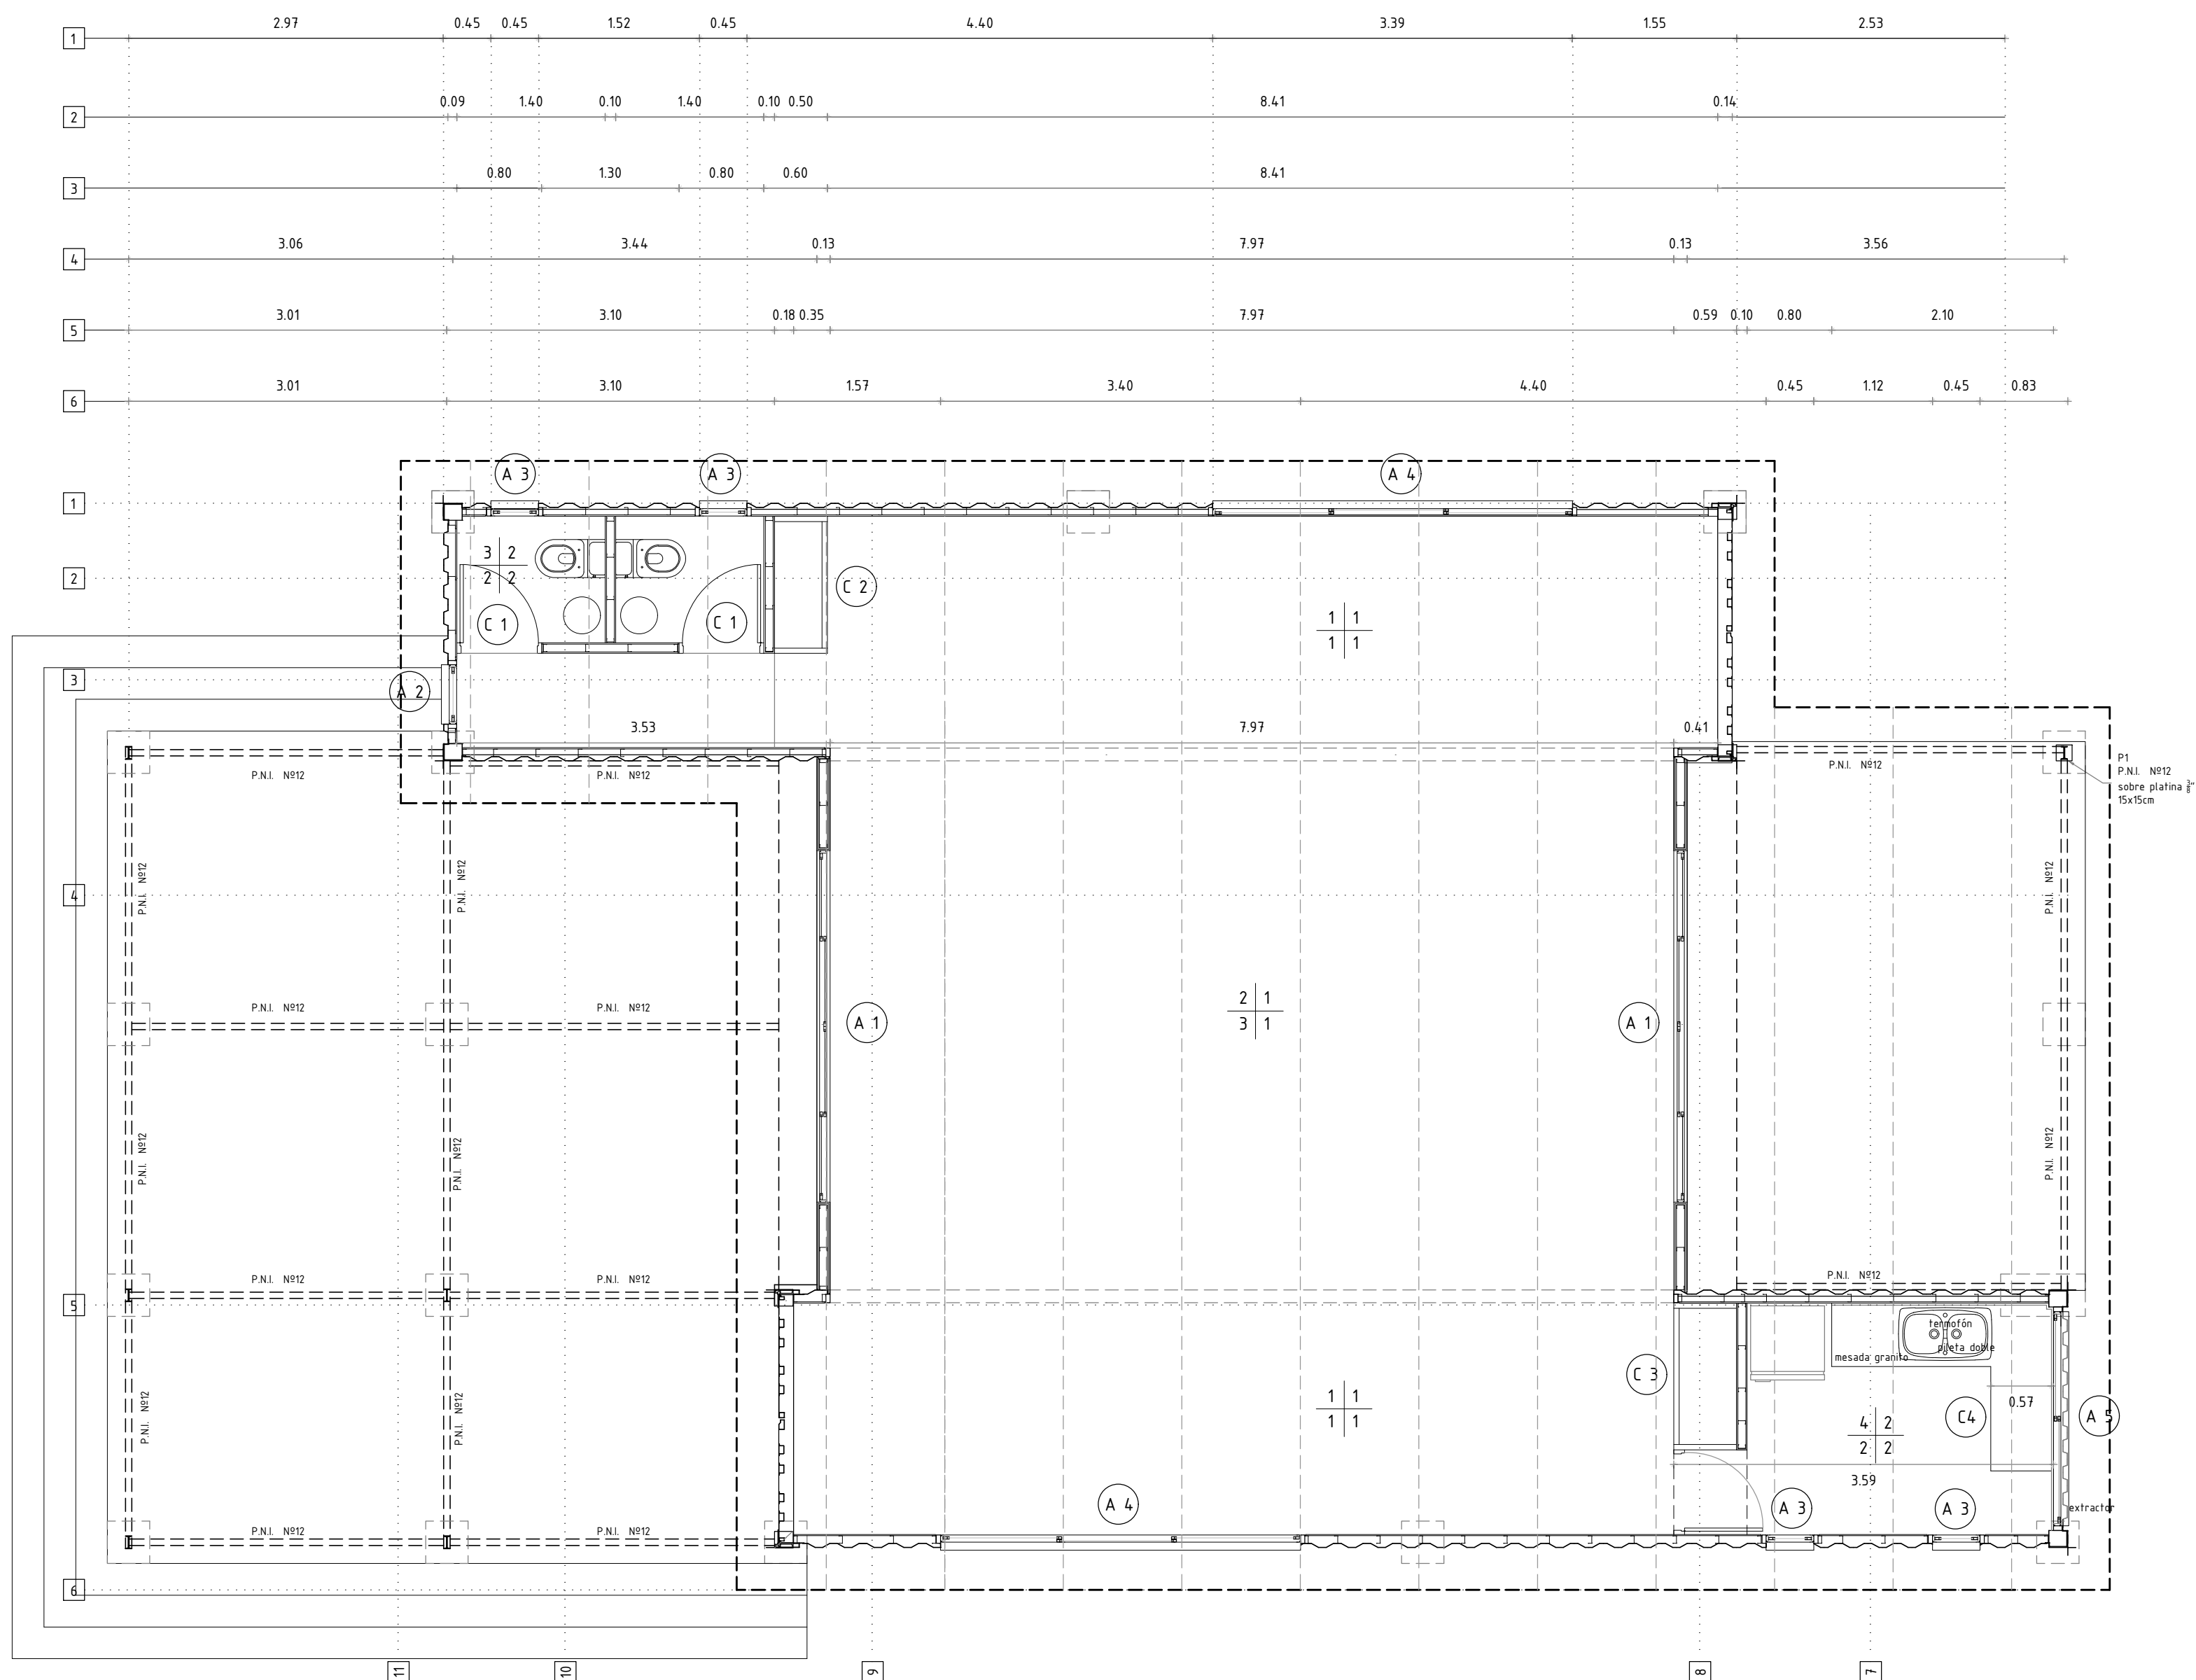 1 2.97 0.45 0.45 1.52 0.45 4.40 3.39 1.55 2.53
2 0.09 1.40 0.10 1.40 0.10 0.50 8.41 0.14
3 0.80 1.30 0.80 0.60 8.41
4 3.06 3.44 0.13 7.97 0.13 3.56
5 3.01 3.10 0.18 0.35 7.97 0.59 0.10 0.80 2.10
6 3.01 3.10 1.57 3.40 4.40 0.45 1.12 0.45 0.83
A 3 A 3 A 4
1
3 2
2 2
2
C 2
C 1 C 1
1 1
1 1
3
A 2
3.53 7.97 0.41
P.N.I. Nº12 P.N.I. Nº12 P.N.I. Nº12
P1
P.N.I. Nº12
sobre platina
15x15cm
P.N.I. Nº12
P.N.I. Nº12
P.N.I. Nº12
4
2 1
3 1
P.N.I. Nº12 P.N.I. Nº12
A 1 A 1
P.N.I. Nº12
P.N.I. Nº12
P.N.I. Nº12
P.N.I. Nº12 P.N.I. Nº12 P.N.I. Nº12
5
termofón
pileta doble
mesada granito
C 3
1 1
1 1
0.57
P.N.I. Nº12
P.N.I. Nº12
4 2
2 2
C4
A 5
3.59
A 4 A 3 A 3
extractor
P.N.I. Nº12 P.N.I. Nº12
6
11 10 9 8 7